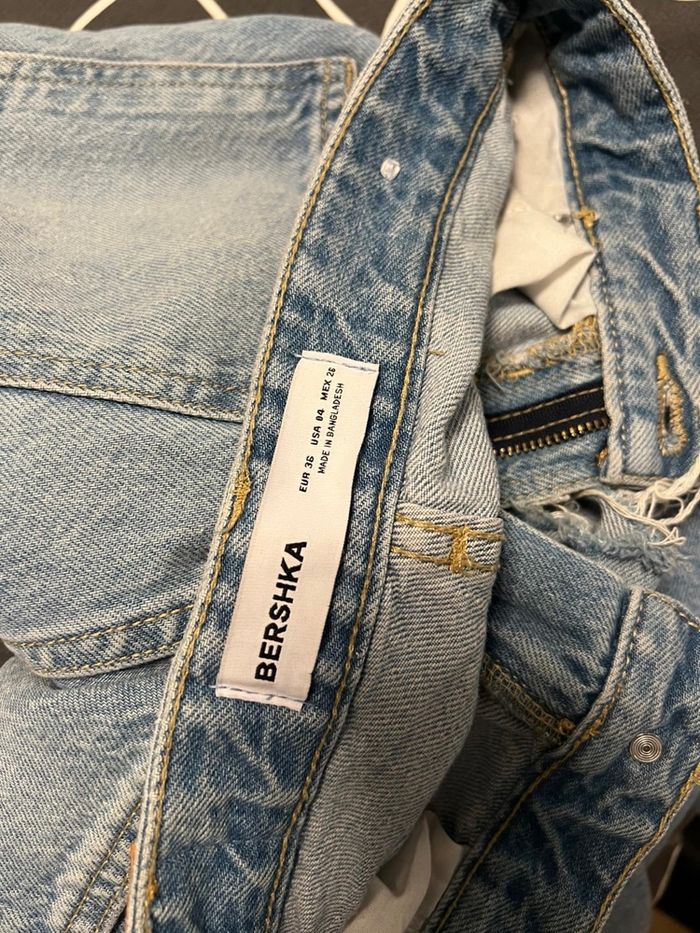 BERSHKA
EUR 36 USA 04 MEX 26
MADE IN BANGLADESH